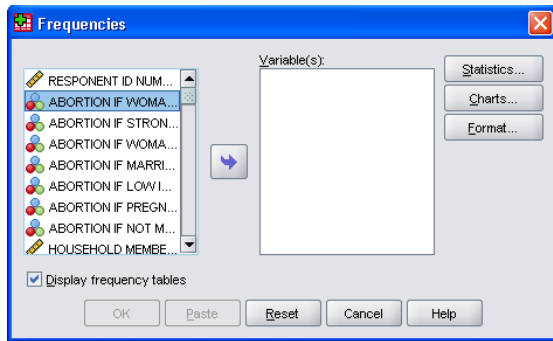 Frequencies
Variable(s):
RESPONENT ID NUM...
ABORTION IF WOMA...
ABORTION IF STRON...
ABORTION IF WOMA...
ABORTION IF MARRI...
ABORTION IF LOW I...
ABORTION IF PREGN...
ABORTION IF NOT M...
HOUSEHOLD MEMBE...
Statistics...
Charts...
Format...
Display frequency tables
OK Paste Reset Cancel Help